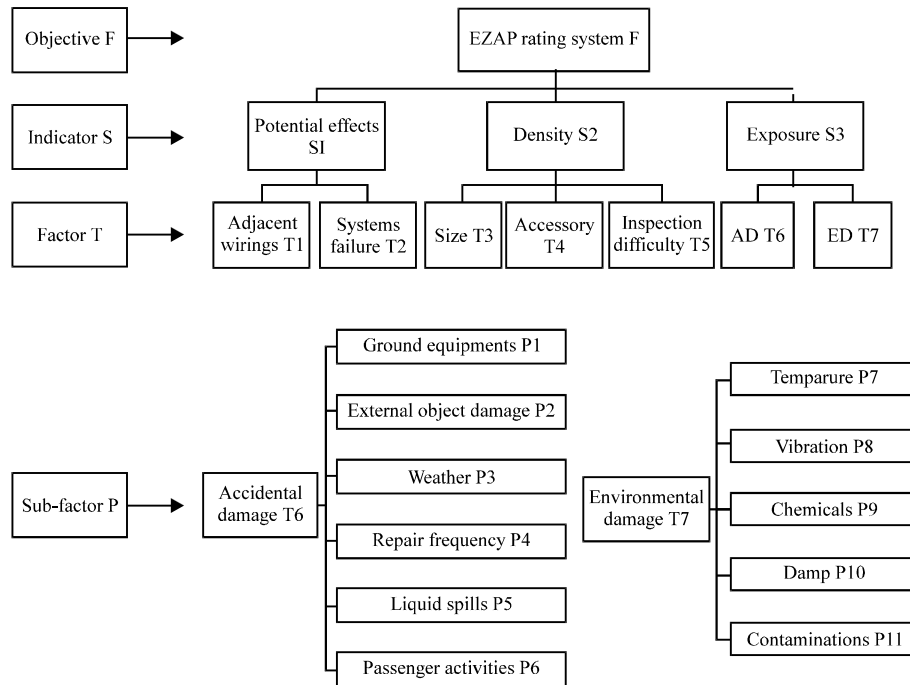 Objective F
EZAP rating system F
Indicator S
Potential effects
SI
Density S2
Exposure S3
Factor T
Adjacent
wirings T1
Systems
failure T2
Size T3
Accessory
T4
Inspection
difficulty T5
AD T6
ED T7
Sub-factor P
Accidental
damage T6
Ground equipments P1
External object damage P2
Weather P3
Repair frequency P4
Liquid spills P5
Passenger activities P6
Environmental
damage T7
Temparure P7
Vibration P8
Chemicals P9
Damp P10
Contaminations P11